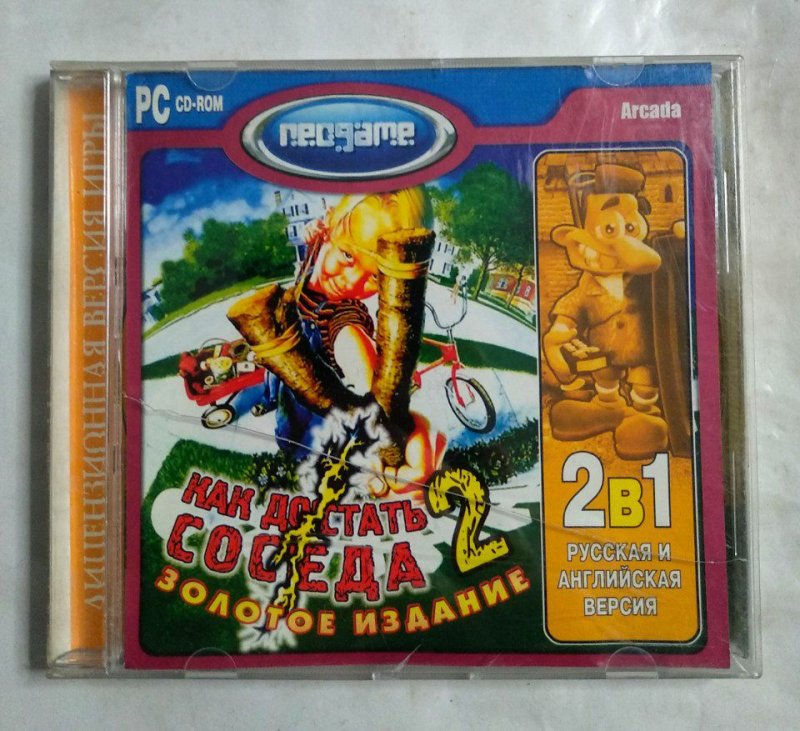 ЛИЦЕНЗИОННАЯ ВЕРСИЯ ИГРЫ
PC CD-ROM
neogame
Arcada
КАК ДОСТАТЬ
СОСЕДА 2
ЗОЛОТОЕ ИЗДАНИЕ
2в1
РУССКАЯ И
АНГЛИЙСКАЯ
ВЕРСИЯ